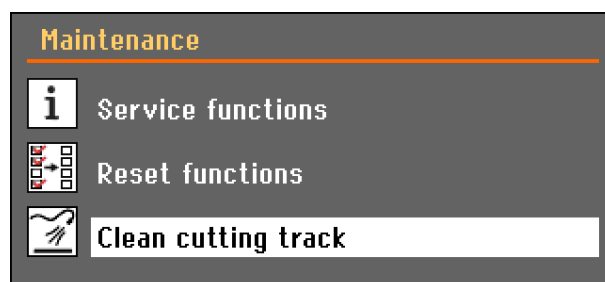 Maintenance
Service functions
Reset functions
Clean cutting track